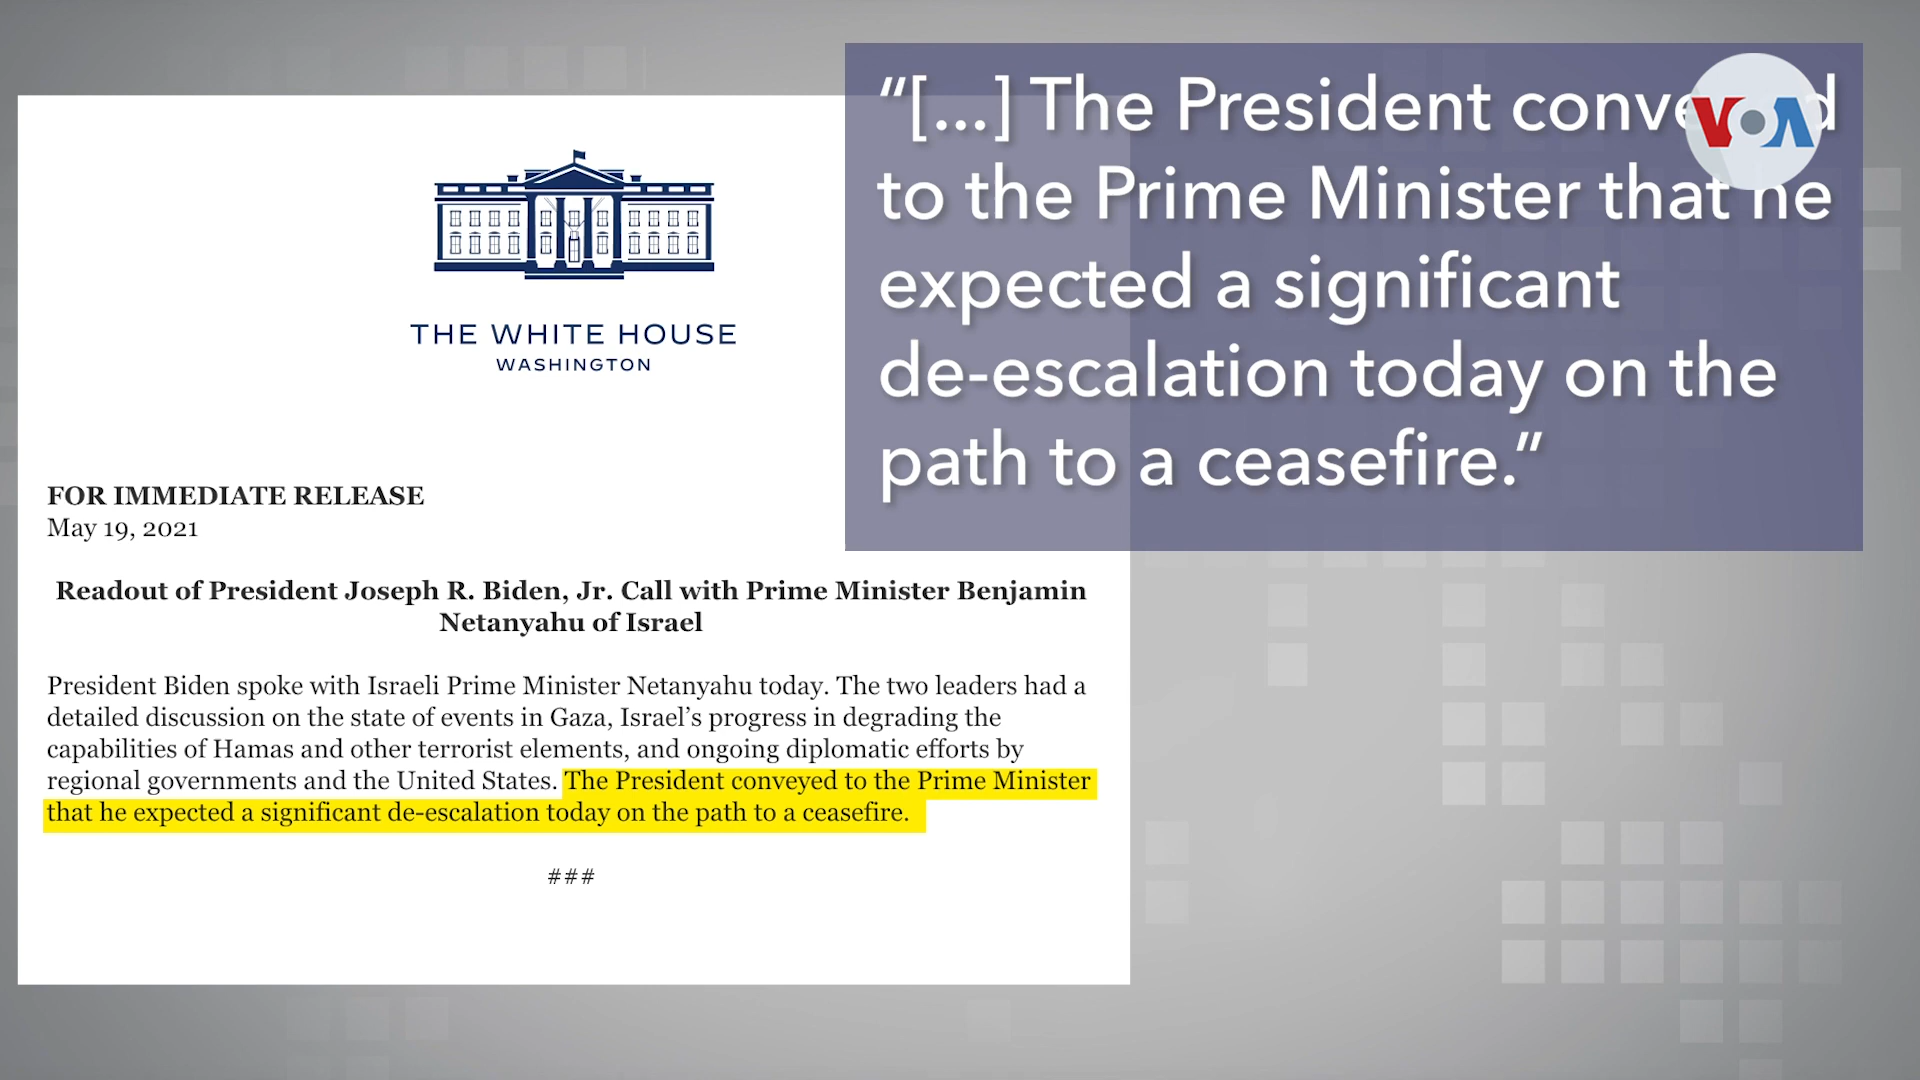 “[...] The President conveyed
to the Prime Minister that he
expected a significant
de-escalation today on the
path to a ceasefire.”
VOA
THE WHITE HOUSE
WASHINGTON
FOR IMMEDIATE RELEASE
May 19, 2021
Readout of President Joseph R. Biden, Jr. Call with Prime Minister Benjamin
Netanyahu of Israel
President Biden spoke with Israeli Prime Minister Netanyahu today. The two leaders had a
detailed discussion on the state of events in Gaza, Israel’s progress in degrading the
capabilities of Hamas and other terrorist elements, and ongoing diplomatic efforts by
regional governments and the United States. The President conveyed to the Prime Minister
that he expected a significant de-escalation today on the path to a ceasefire.
###